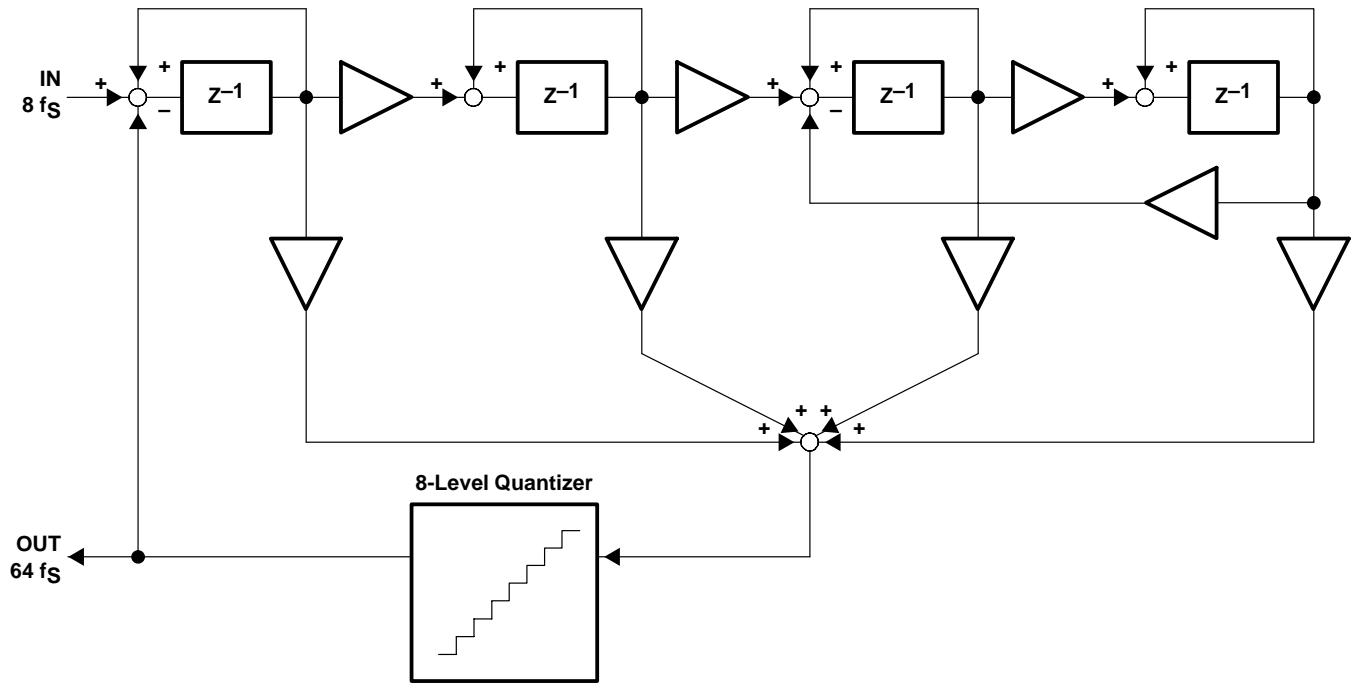 IN
8 fS
+
+
–
Z–1
+
+
Z–1
+
+
–
Z–1
+
+
Z–1
+
+
+
+
8-Level Quantizer
OUT
64 fS